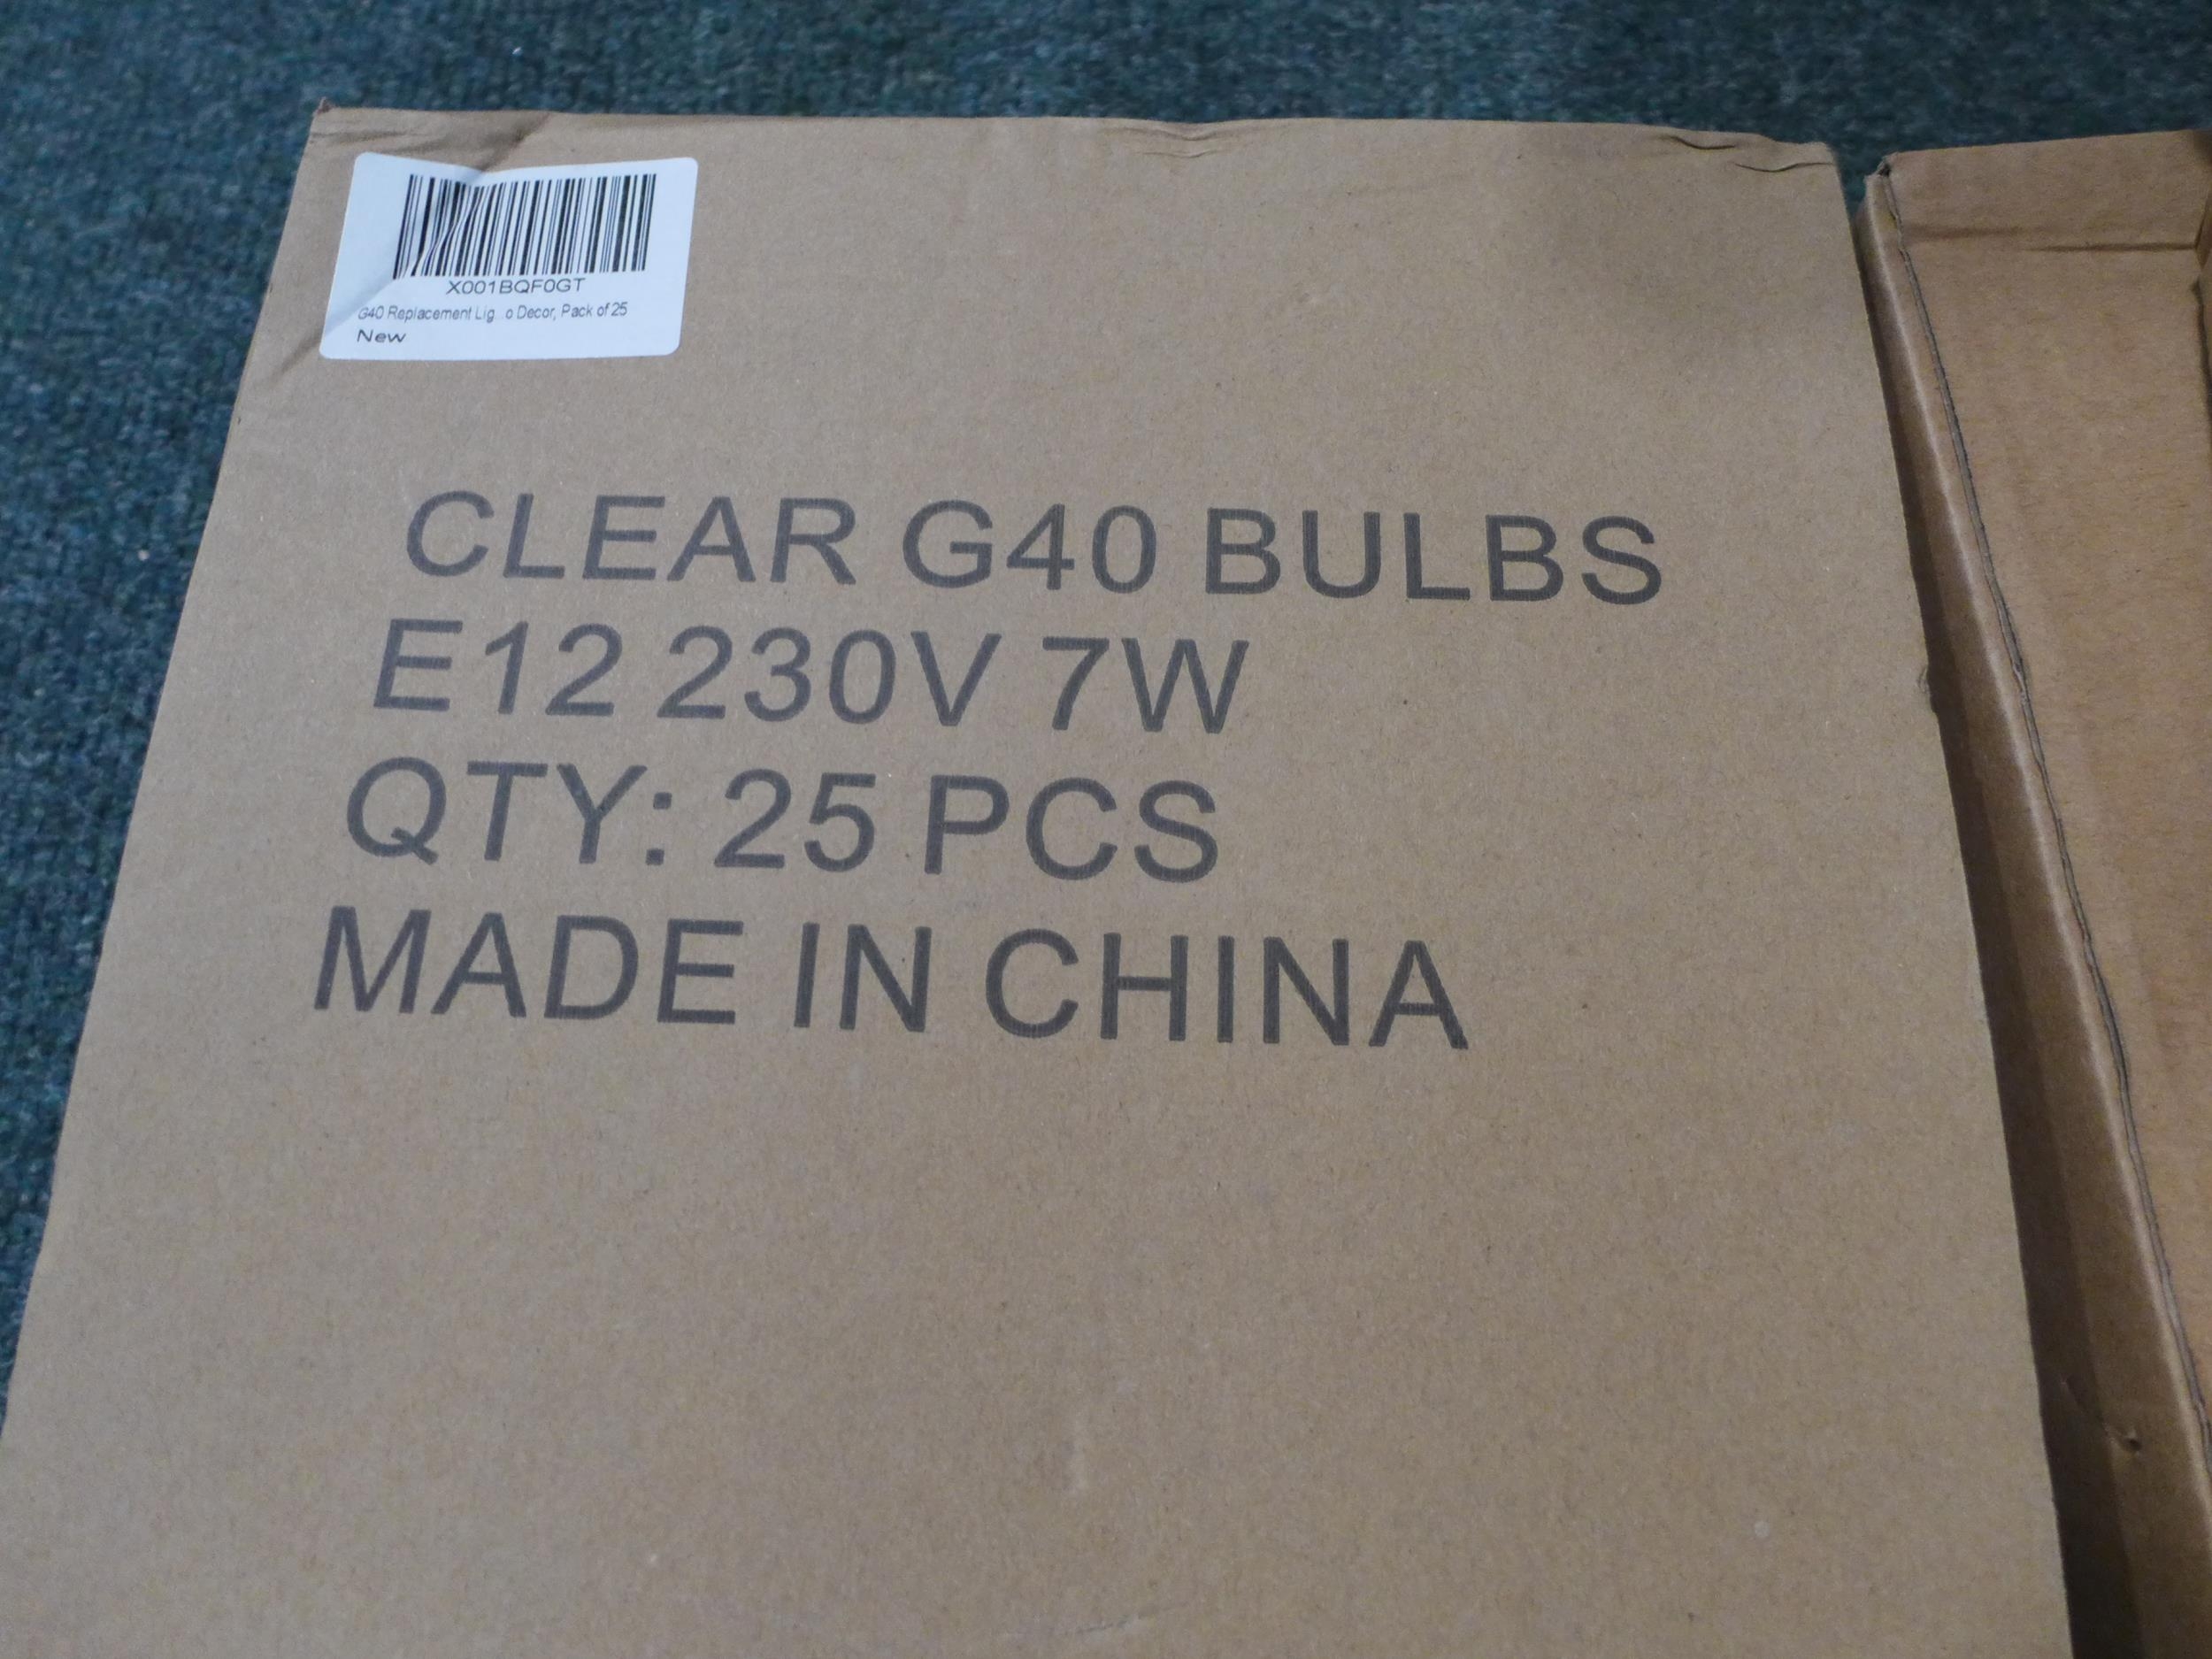 X001BQF0GT
G40 Replacement Lig...o Decor, Pack of 25
New
CLEAR G40 BULBS
E12 230V 7W
QTY: 25 PCS
MADE IN CHINA